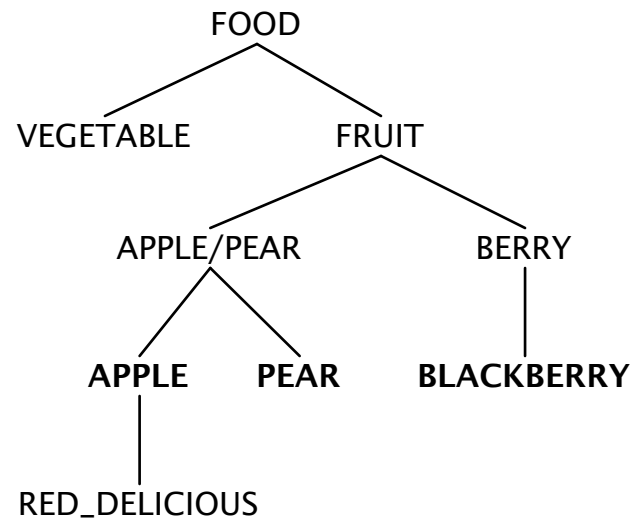 FOOD
VEGETABLE FRUIT
APPLE/PEAR BERRY
APPLE PEAR BLACKBERRY
RED_DELICIOUS